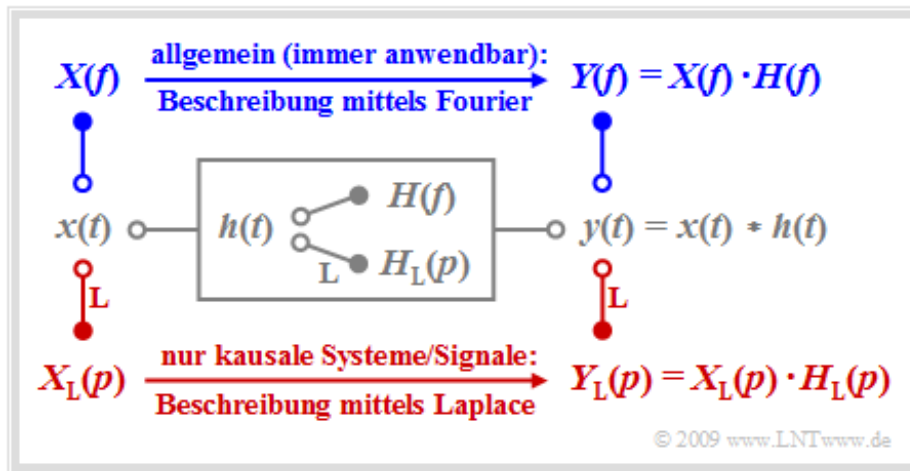 allgemein (immer anwendbar):
X(f) Y(f) = X(f) · H(f)
Beschreibung mittels Fourier
H(f)
x(t) h(t) y(t) = x(t) * h(t)
L H_L(p)
L L
nur kausale Systeme/Signale:
X_L(p) Y_L(p) = X_L(p) · H_L(p)
Beschreibung mittels Laplace
© 2009 www.LNTwww.de